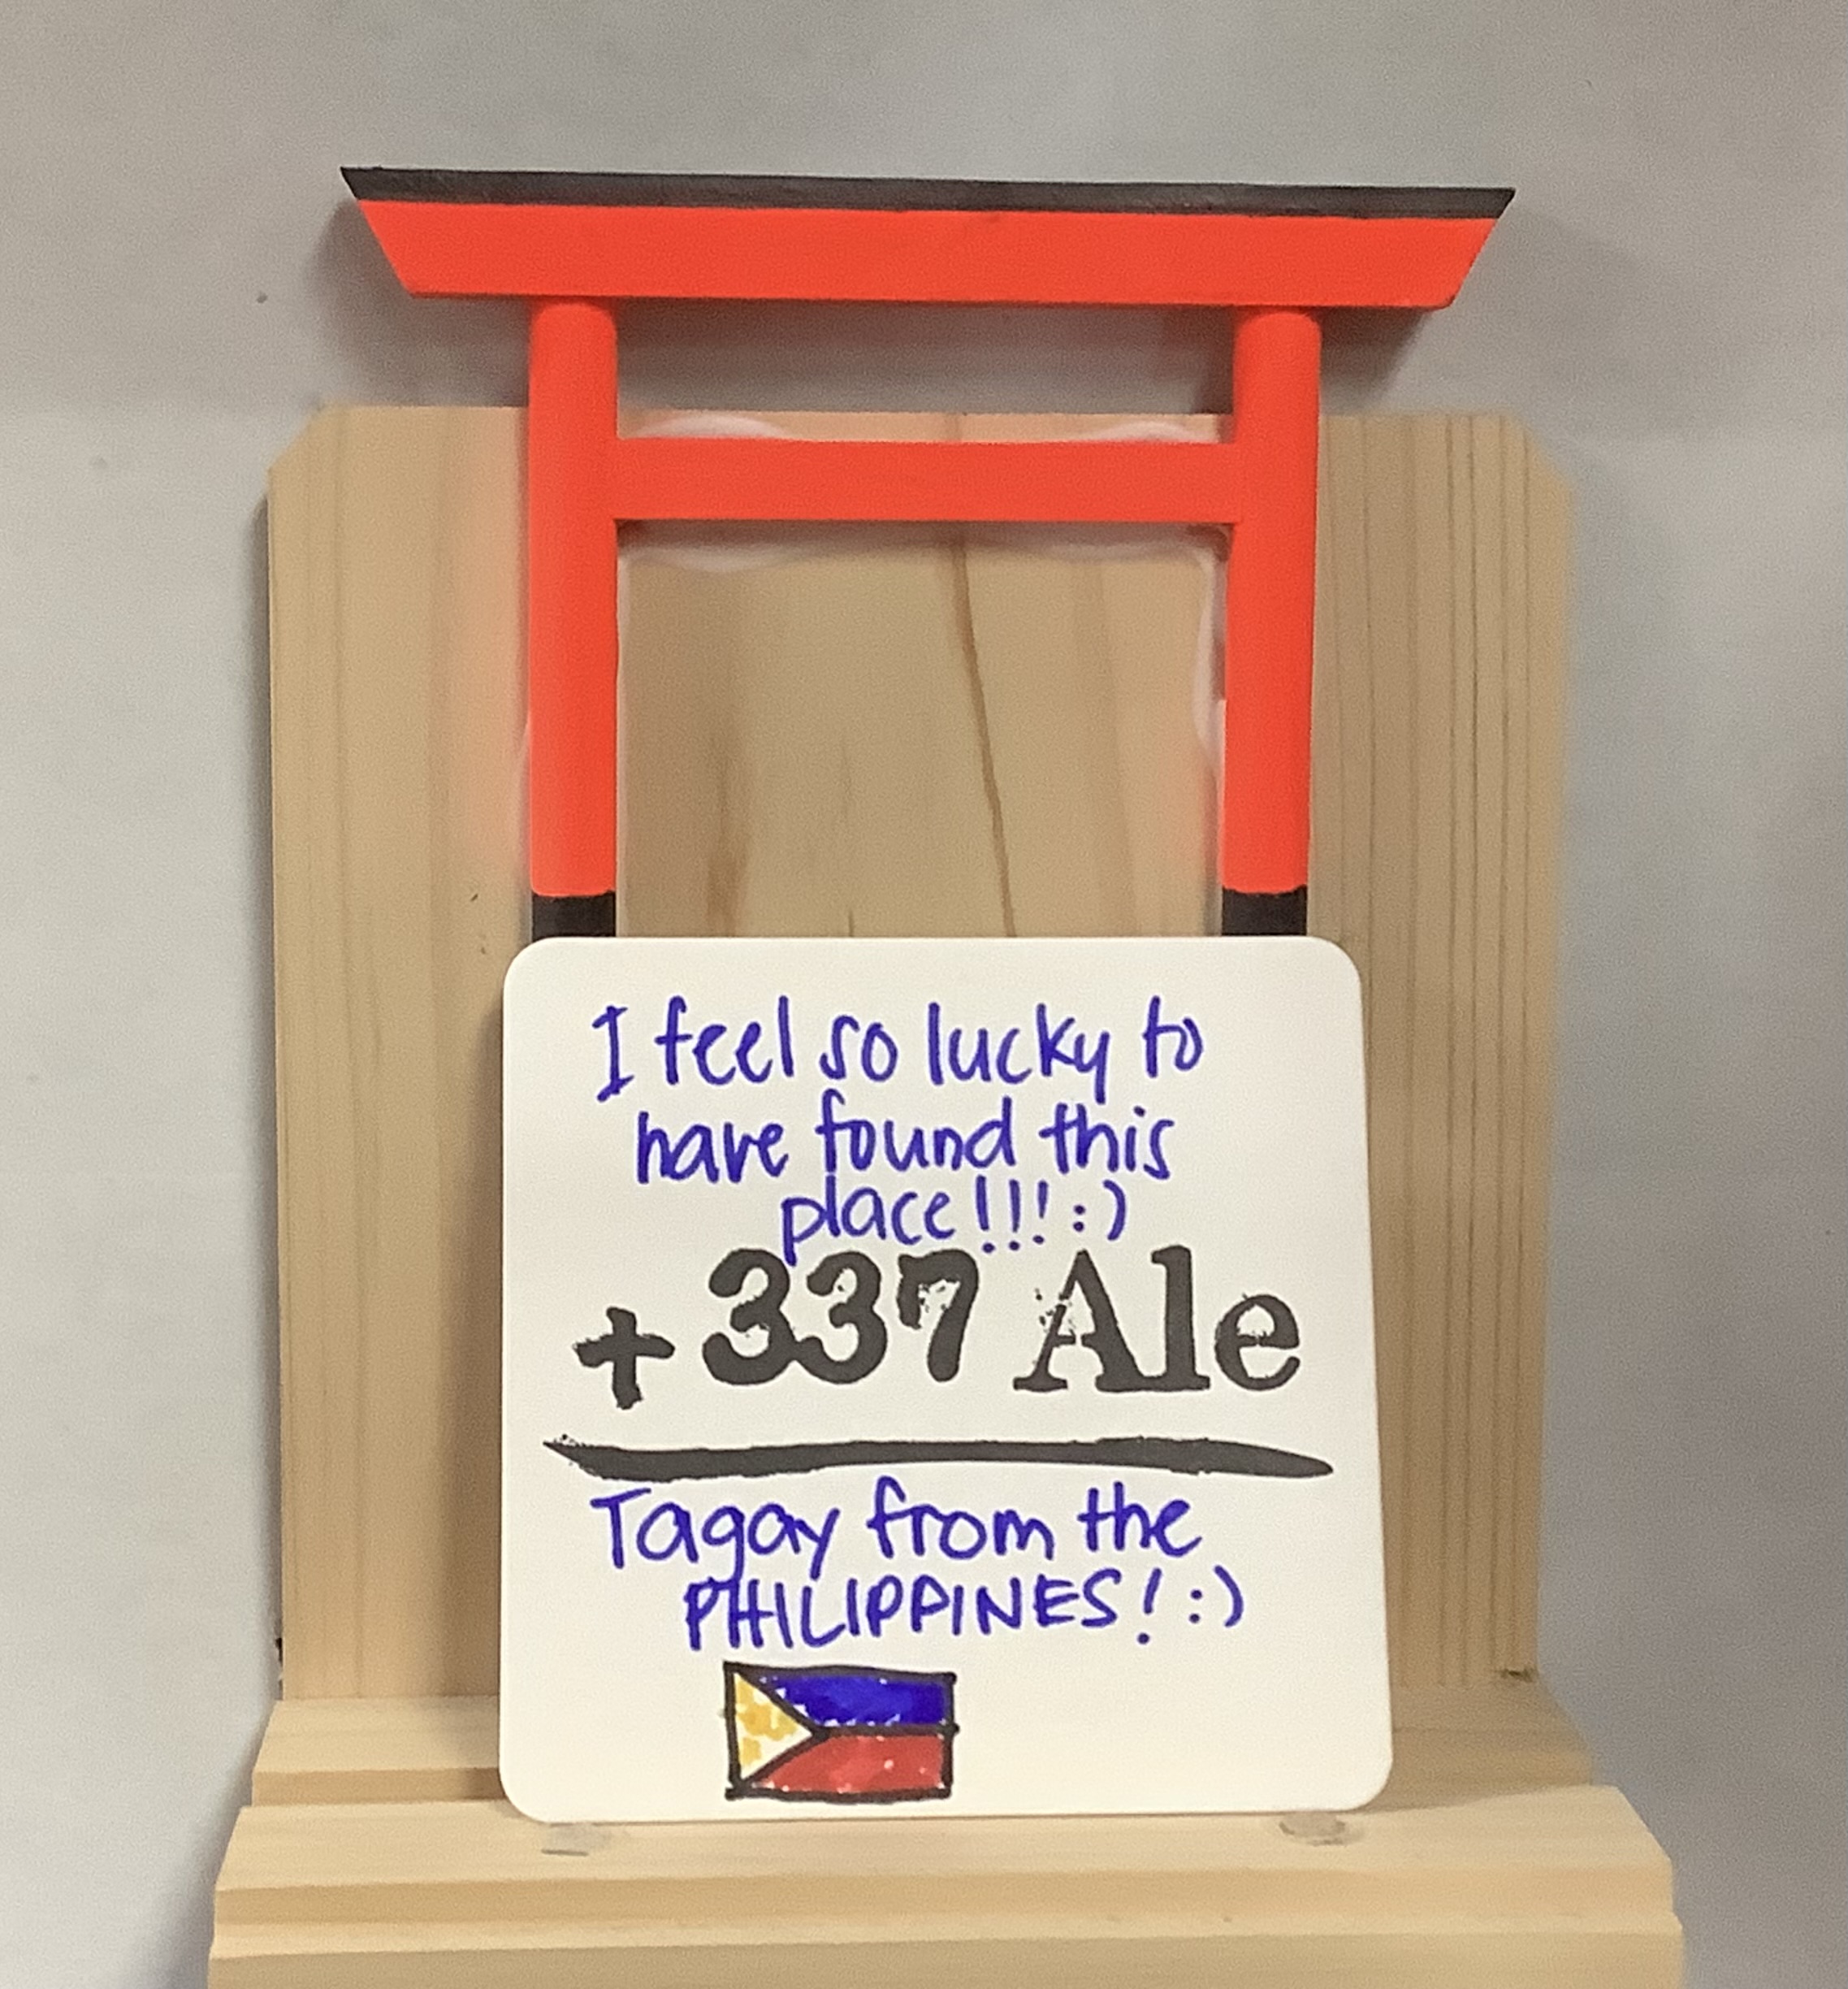 I feel so lucky to
have found this
place!!! :)
+337 Ale
Tagay from the
PHILIPPINES! :)